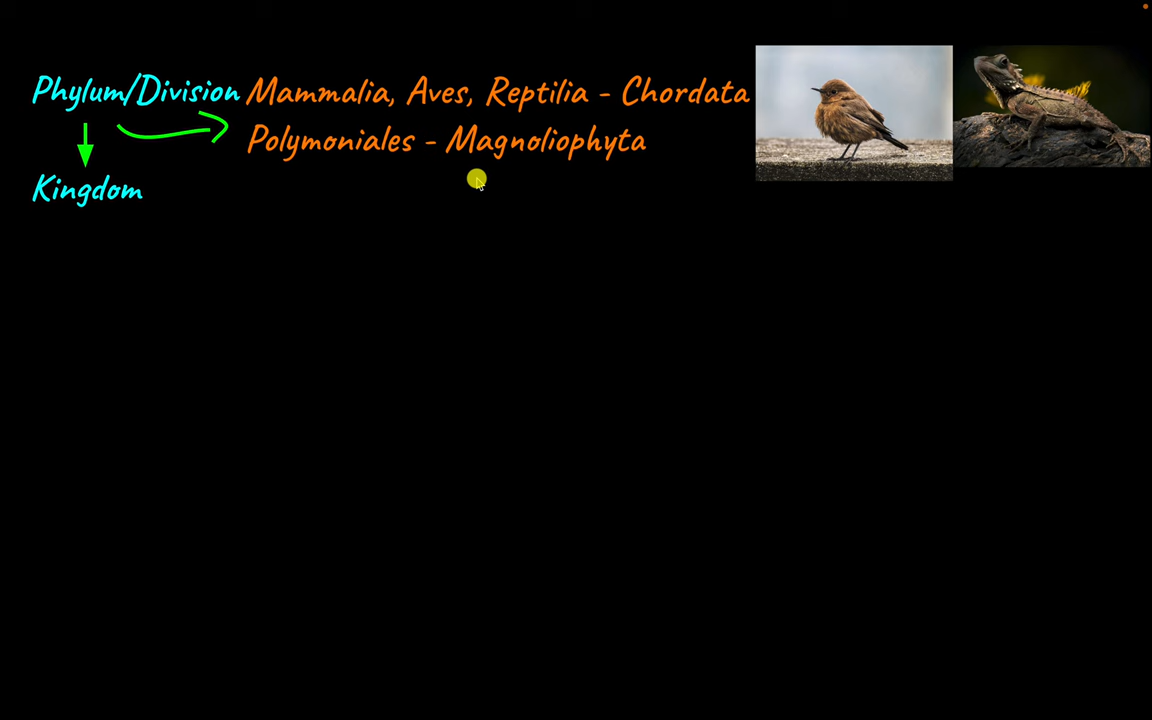 Phylum/Division Mammalia, Aves, Reptilia - Chordata
Polymoniales - Magnoliophyta
Kingdom